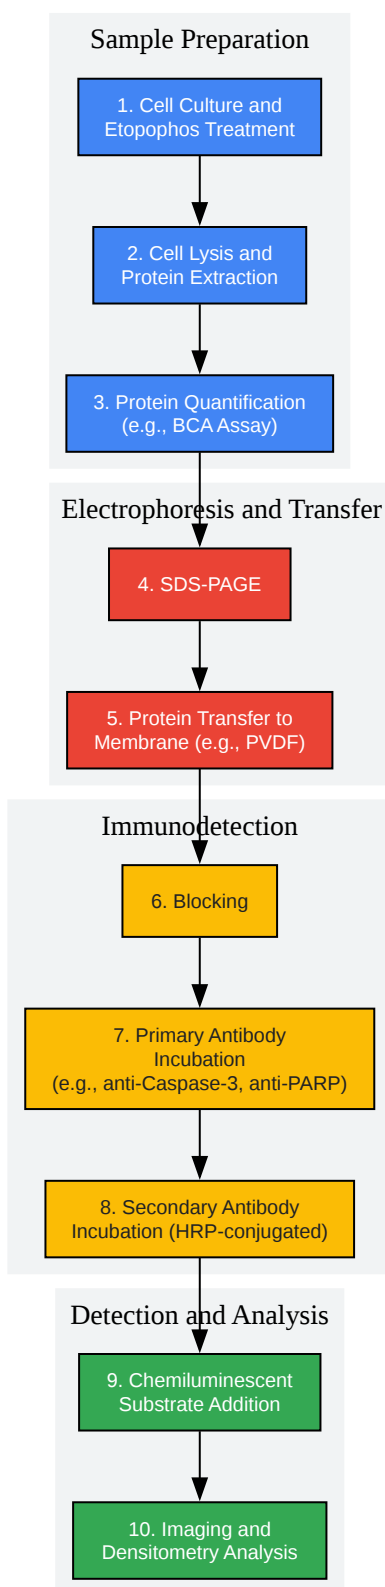 Sample Preparation
1. Cell Culture and
Etopophos Treatment
2. Cell Lysis and
Protein Extraction
3. Protein Quantification
(e.g., BCA Assay)
Electrophoresis and Transfer
4. SDS-PAGE
5. Protein Transfer to
Membrane (e.g., PVDF)
Immunodetection
6. Blocking
7. Primary Antibody
Incubation
(e.g., anti-Caspase-3, anti-PARP)
8. Secondary Antibody
Incubation (HRP-conjugated)
Detection and Analysis
9. Chemiluminescent
Substrate Addition
10. Imaging and
Densitometry Analysis